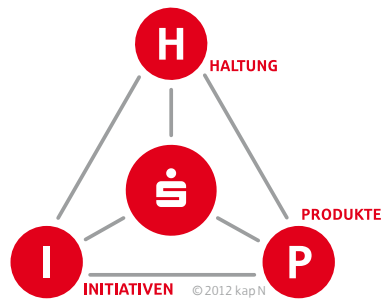 H
HALTUNG
S
PRODUKTE
I
P
INITIATIVEN
© 2012 kap N